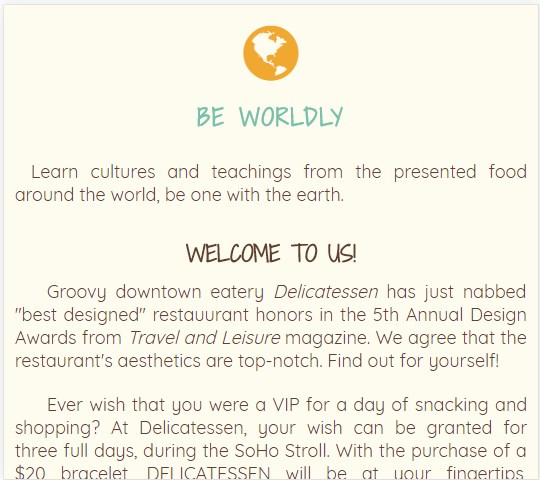 BE WORLDLY
Learn cultures and teachings from the presented food
around the world, be one with the earth.
WELCOME TO US!
Groovy downtown eatery Delicatessen has just nabbed
"best designed" restauurant honors in the 5th Annual Design
Awards from Travel and Leisure magazine. We agree that the
restaurant's aesthetics are top-notch. Find out for yourself!
Ever wish that you were a VIP for a day of snacking and
shopping? At Delicatessen, your wish can be granted for
three full days, during the SoHo Stroll. With the purchase of a
$20 bracelet, DELICATESSEN will be at your fingertips,